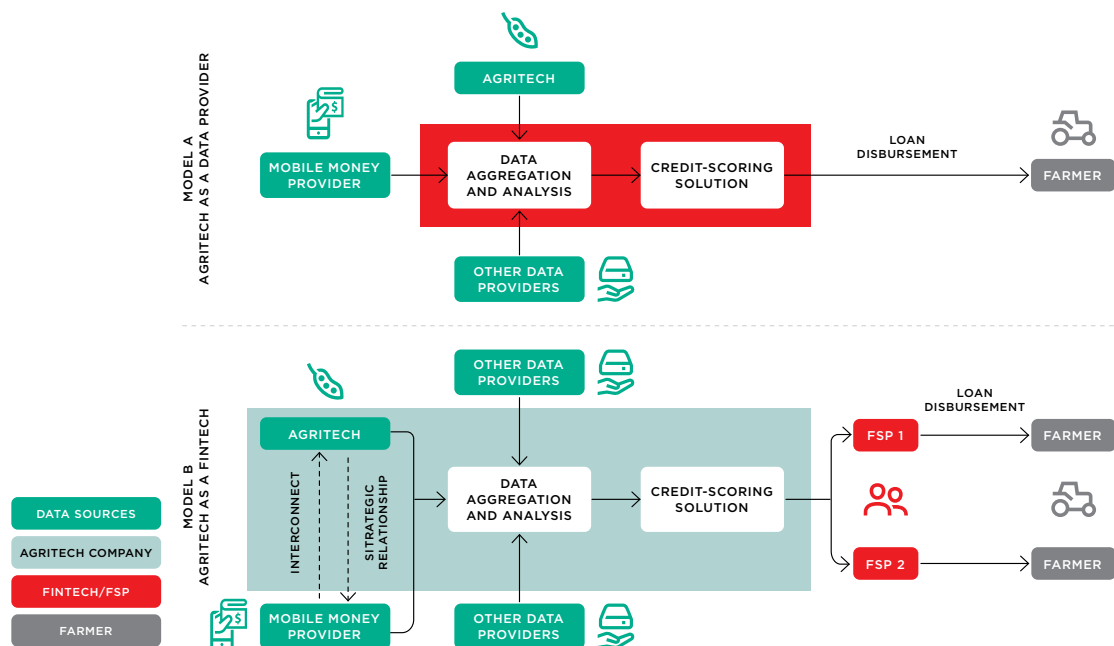 MODEL A
AGRITECH AS A DATA PROVIDER
AGRITECH
$
MOBILE MONEY
PROVIDER
DATA
AGGREGATION
AND ANALYSIS
CREDIT-SCORING
SOLUTION
LOAN
DISBURSEMENT
FARMER
OTHER DATA
PROVIDERS
MODEL B
AGRITECH AS A FINTECH
OTHER DATA
PROVIDERS
AGRITECH
INTERCONNECT
SITRATEGIC
RELATIONSHIP
DATA
AGGREGATION
AND ANALYSIS
CREDIT-SCORING
SOLUTION
FSP 1
LOAN
DISBURSEMENT
FARMER
FSP 2
FARMER
$
MOBILE MONEY
PROVIDER
OTHER DATA
PROVIDERS
DATA SOURCES
AGRITECH COMPANY
FINTECH/FSP
FARMER